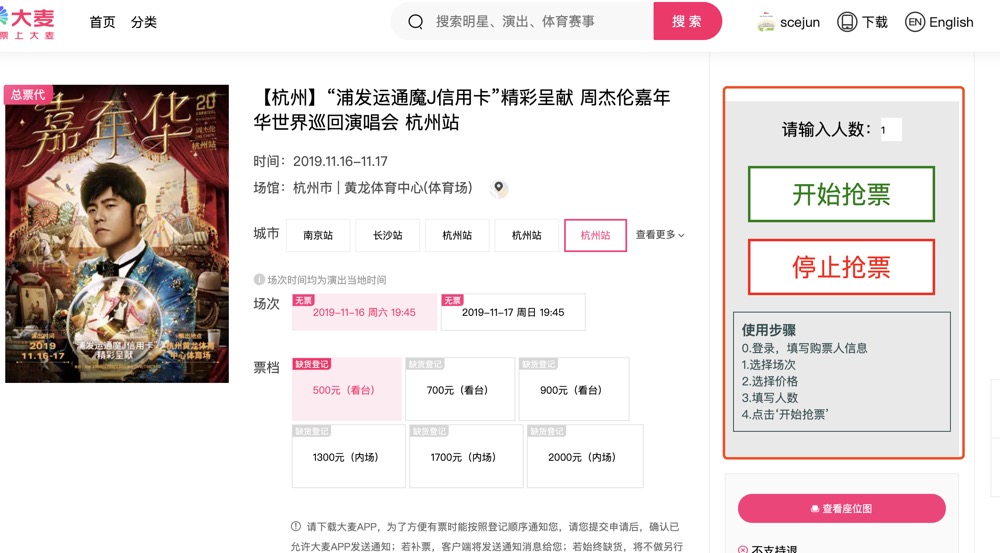 大麦
票上大麦
首页 分类
搜索明星、演出、体育赛事
搜 索
scejun
下载
EN English
总票代
嘉年华
20
周杰伦
杭州站
演出时间
2019
11.16-17
"浦发运通魔J信用卡"
精彩呈献
杭州黄龙体育
中心体育场
【杭州】“浦发运通魔J信用卡”精彩呈献 周杰伦嘉年
华世界巡回演唱会 杭州站
时间：2019.11.16-11.17
场馆：杭州市 | 黄龙体育中心(体育场)
城市 南京站 长沙站 杭州站 杭州站 杭州站 查看更多
场次时间均为演出当地时间
场次
无票
2019-11-16 周六 19:45
无票
2019-11-17 周日 19:45
票档
缺货登记
500元（看台）
缺货登记
700元（看台）
缺货登记
900元（看台）
缺货登记
1300元（内场）
缺货登记
1700元（内场）
缺货登记
2000元（内场）
请下载大麦APP，为了方便有票时能按照登记顺序通知您，请您提交申请后，确认已
允许大麦APP发送通知；若补票，客户端将发送通知消息给您；若始终缺货，将不做另行
请输入人数： 1
开始抢票
停止抢票
使用步骤
0.登录，填写购票人信息
1.选择场次
2.选择价格
3.填写人数
4.点击‘开始抢票’
查看座位图
不支持退